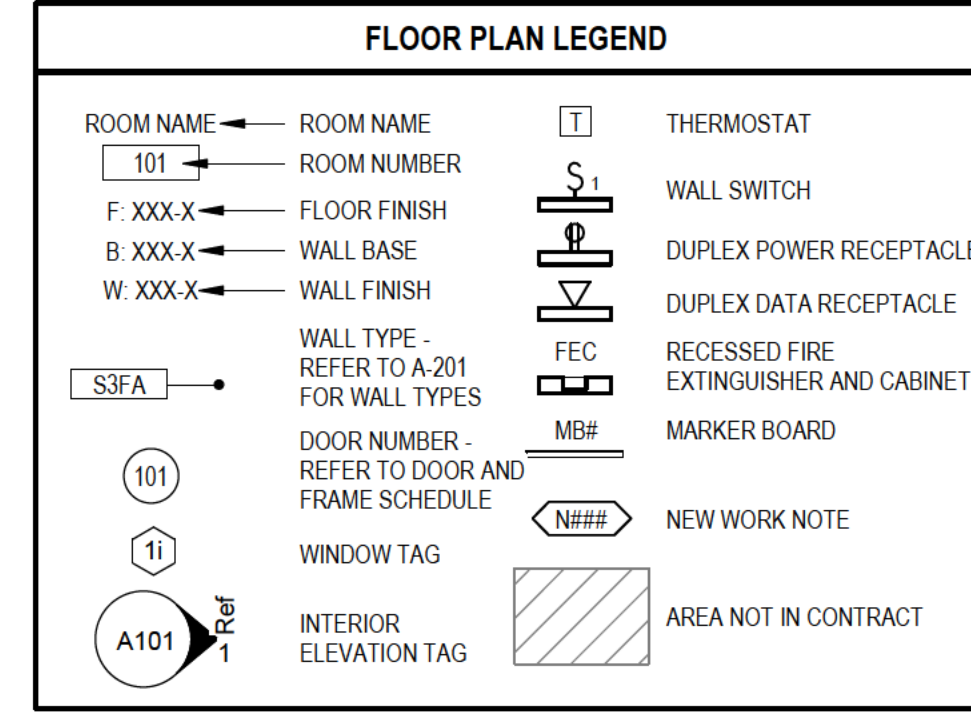 FLOOR PLAN LEGEND
ROOM NAME
ROOM NAME
101
ROOM NUMBER
F: XXX-X
FLOOR FINISH
B: XXX-X
WALL BASE
W: XXX-X
WALL FINISH
S3FA
WALL TYPE -
REFER TO A-201
FOR WALL TYPES
101
DOOR NUMBER -
REFER TO DOOR AND
FRAME SCHEDULE
1i
WINDOW TAG
A101
1
Ref
INTERIOR
ELEVATION TAG
T
THERMOSTAT
S 1
WALL SWITCH
DUPLEX POWER RECEPTACLE
DUPLEX DATA RECEPTACLE
FEC
RECESSED FIRE
EXTINGUISHER AND CABINET
MB#
MARKER BOARD
N###
NEW WORK NOTE
AREA NOT IN CONTRACT